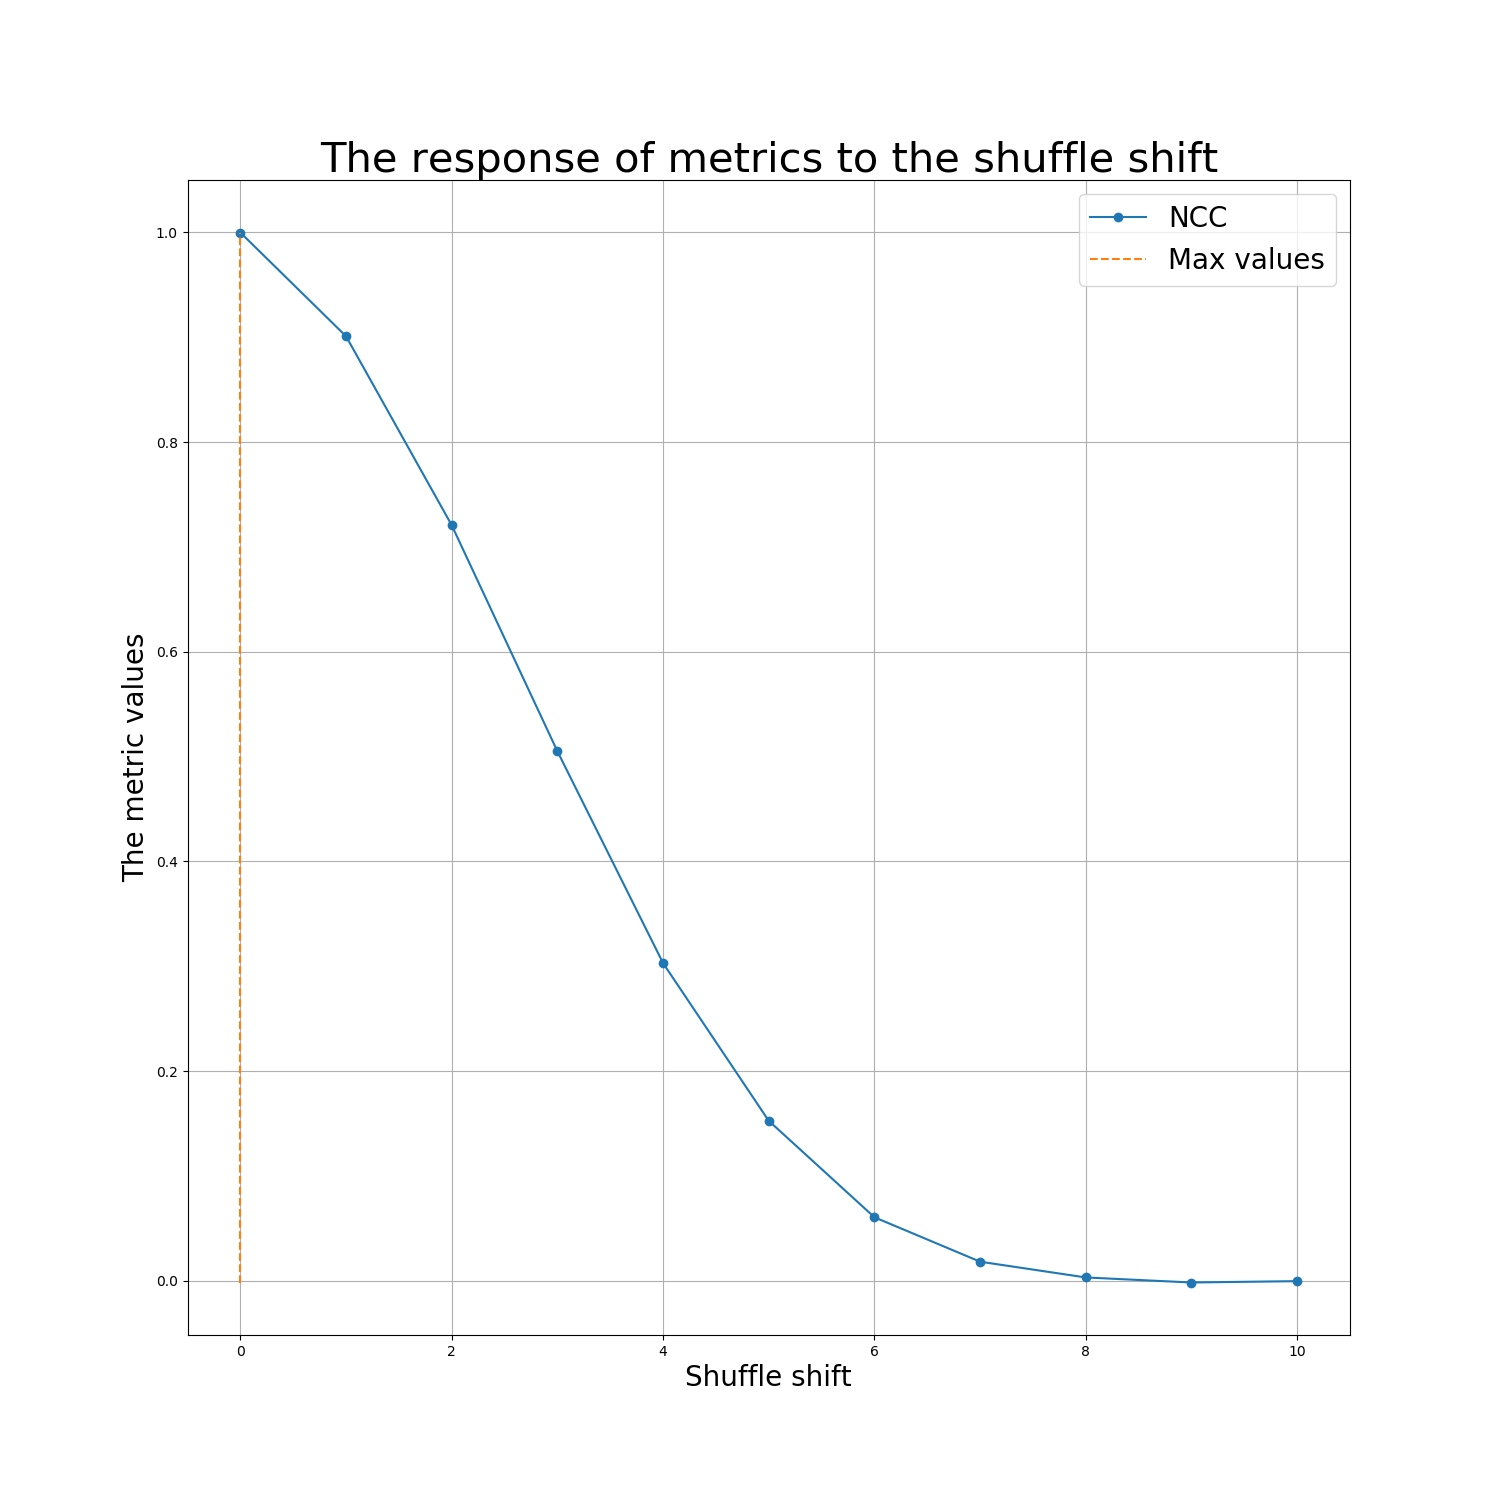 The response of metrics to the shuffle shift
NCC
Max values
1.0
0.8
0.6
0.4
0.2
0.0
The metric values
0 2 4 6 8 10
Shuffle shift